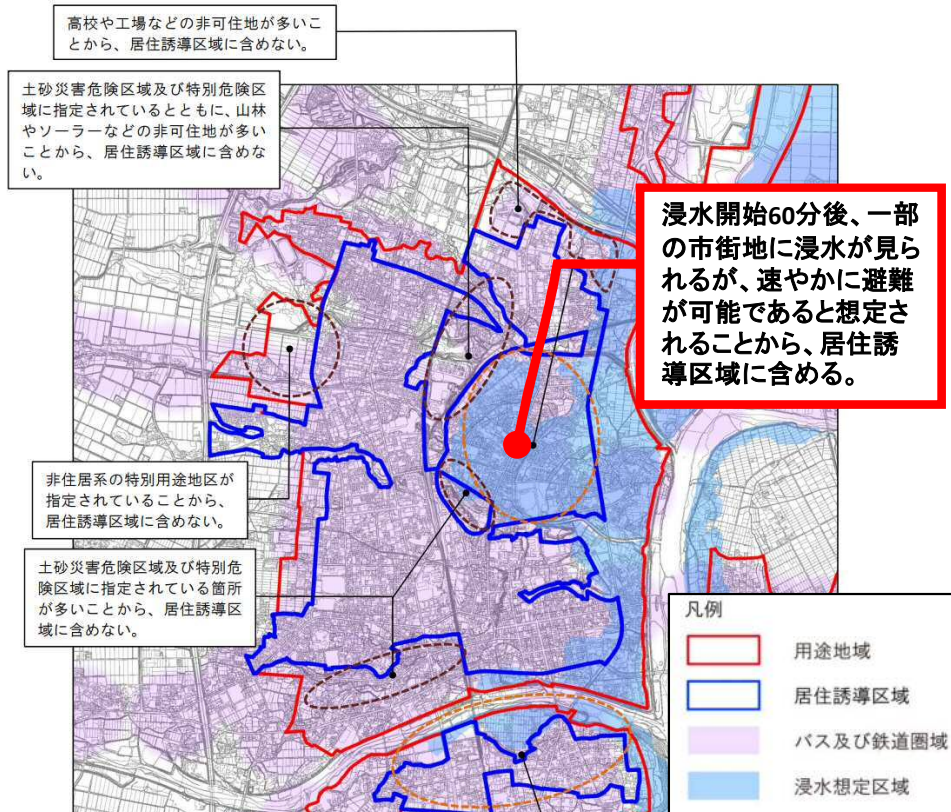 高校や工場などの非可住地が多いこ
とから、居住誘導区域に含めない。
土砂災害危険区域及び特別危険区
域に指定されているとともに、山林
やソーラーなどの非可住地が多い
ことから、居住誘導区域に含めな
い。
浸水開始60分後、一部
の市街地に浸水が見ら
れるが、速やかに避難
が可能であると想定さ
れることから、居住誘
導区域に含める。
非住居系の特別用途地区が
指定されていることから、
居住誘導区域に含めない。
土砂災害危険区域及び特別危
険区域に指定されている箇所
が多いことから、居住誘導区
域に含めない。
凡例
用途地域
居住誘導区域
バス及び鉄道圏域
浸水想定区域